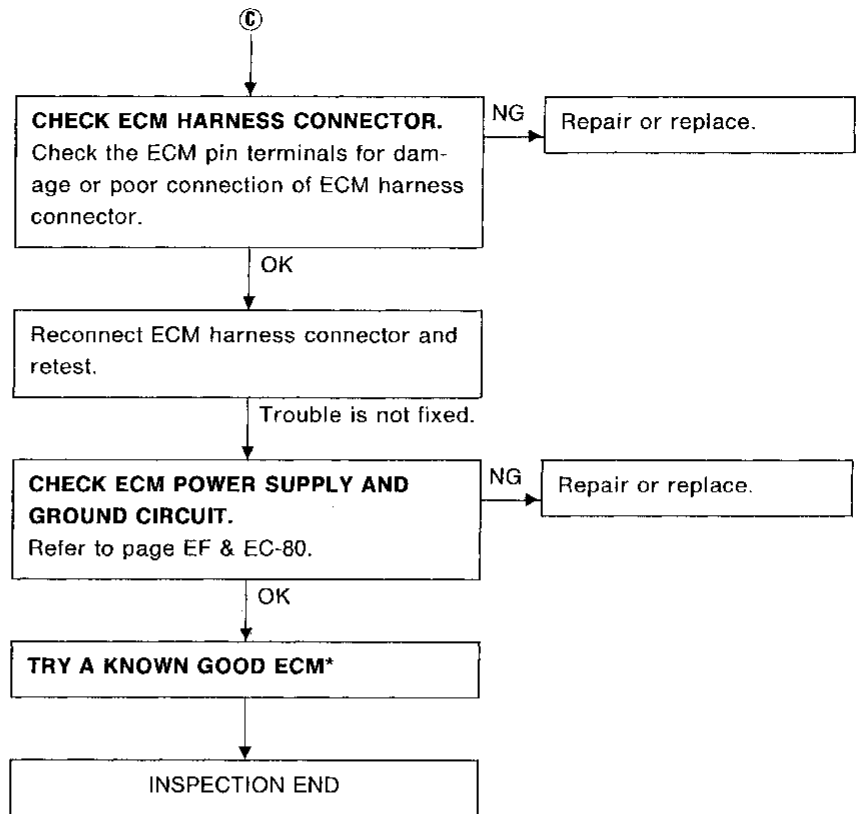 C
CHECK ECM HARNESS CONNECTOR.
NG
Repair or replace.
Check the ECM pin terminals for dam-
age or poor connection of ECM harness
connector.
OK
Reconnect ECM harness connector and
retest.
Trouble is not fixed.
CHECK ECM POWER SUPPLY AND
GROUND CIRCUIT.
NG
Repair or replace.
Refer to page EF & EC-80.
OK
TRY A KNOWN GOOD ECM*
INSPECTION END